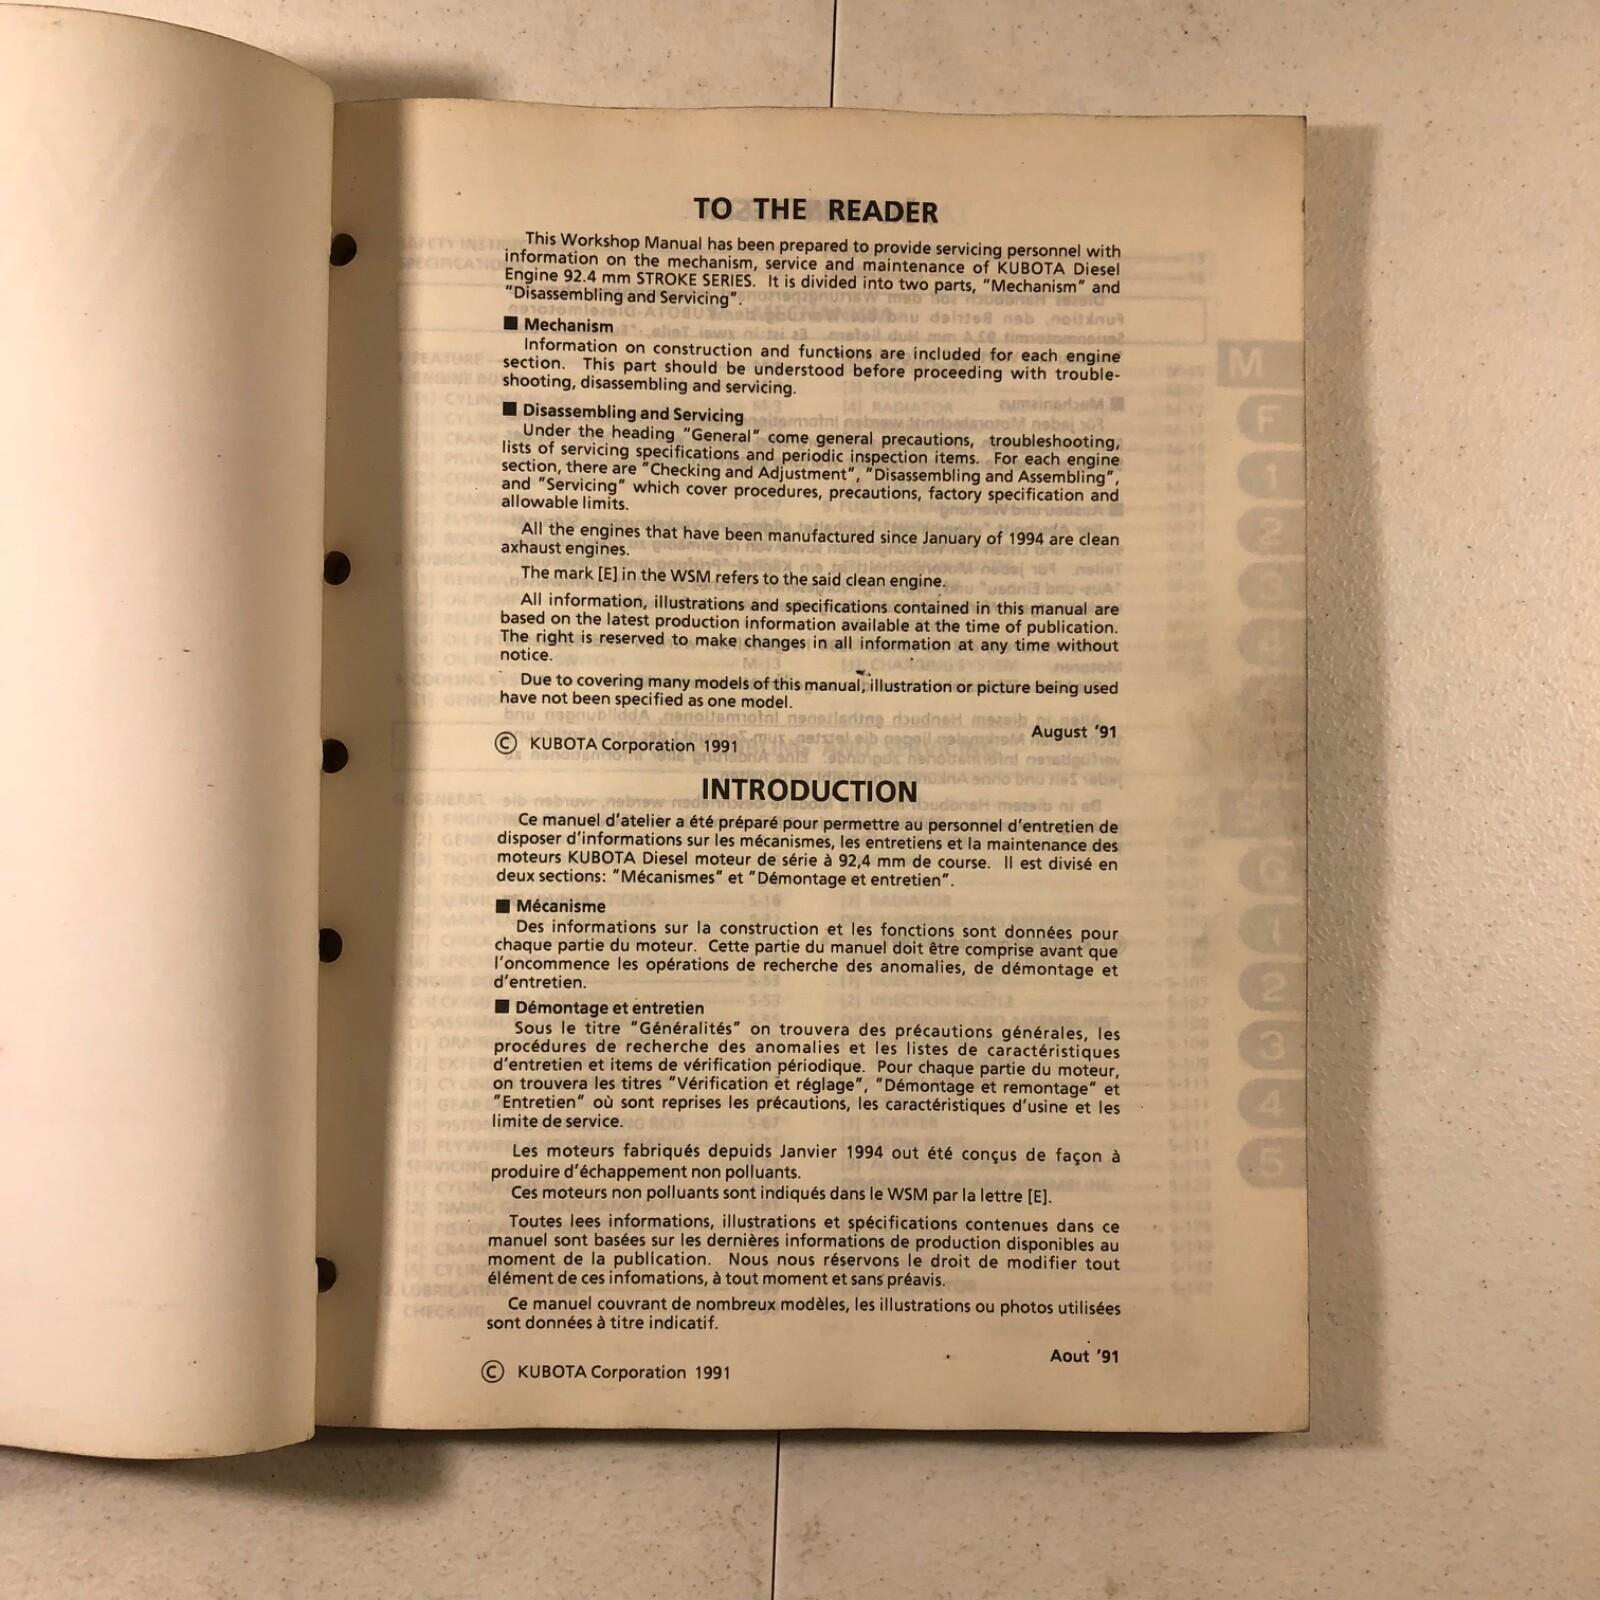 TO THE READER
This Workshop Manual has been prepared to provide servicing personnel with
information on the mechanism, service and maintenance of KUBOTA Diesel
Engine 92.4 mm STROKE SERIES. It is divided into two parts, "Mechanism" and
"Disassembling and Servicing".
■ Mechanism
Information on construction and functions are included for each engine
section. This part should be understood before proceeding with trouble-
shooting, disassembling and servicing.
■ Disassembling and Servicing
Under the heading "General" come general precautions, troubleshooting,
lists of servicing specifications and periodic inspection items. For each engine
section, there are "Checking and Adjustment", "Disassembling and Assembling",
and "Servicing" which cover procedures, precautions, factory specification and
allowable limits.
All the engines that have been manufactured since January of 1994 are clean
axhaust engines.
The mark [E] in the WSM refers to the said clean engine.
All information, illustrations and specifications contained in this manual are
based on the latest production information available at the time of publication.
The right is reserved to make changes in all information at any time without
notice.
Due to covering many models of this manual, illustration or picture being used
have not been specified as one model.
August '91
© KUBOTA Corporation 1991
INTRODUCTION
Ce manuel d'atelier a été préparé pour permettre au personnel d'entretien de
disposer d'informations sur les mécanismes, les entretiens et la maintenance des
moteurs KUBOTA Diesel moteur de série à 92,4 mm de course. Il est divisé en
deux sections: "Mécanismes" et "Démontage et entretien".
■ Mécanisme
Des informations sur la construction et les fonctions sont données pour
chaque partie du moteur. Cette partie du manuel doit être comprise avant que
l'oncommence les opérations de recherche des anomalies, de démontage et
d'entretien.
■ Démontage et entretien
Sous le titre "Généralités" on trouvera des précautions générales, les
procédures de recherche des anomalies et les listes de caractéristiques
d'entretien et items de vérification périodique. Pour chaque partie du moteur,
on trouvera les titres "Vérification et réglage", "Démontage et remontage" et
"Entretien" où sont reprises les précautions, les caractéristiques d'usine et les
limite de service.
Les moteurs fabriqués depuids Janvier 1994 out été conçus de façon à
produire d'échappement non polluants.
Ces moteurs non polluants sont indiqués dans le WSM par la lettre [E].
Toutes lees informations, illustrations et spécifications contenues dans ce
manuel sont basées sur les dernières informations de production disponibles au
moment de la publication. Nous nous réservons le droit de modifier tout
élément de ces infomations, à tout moment et sans préavis.
Ce manuel couvrant de nombreux modèles, les illustrations ou photos utilisées
sont données à titre indicatif.
Aout '91
© KUBOTA Corporation 1991